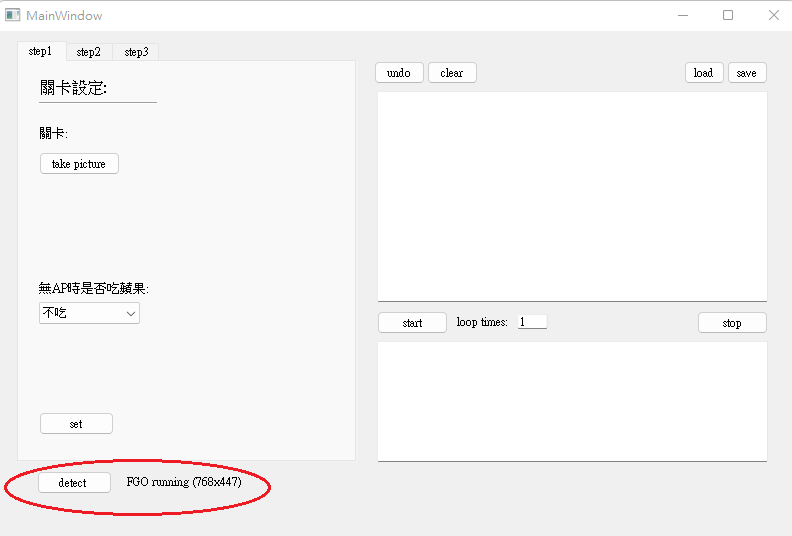 MainWindow
step1 step2 step3
關卡設定:
關卡:
take picture
無AP時是否吃蘋果:
不吃
set
detect FGO running (768x447)
undo clear load save
start loop times: 1 stop